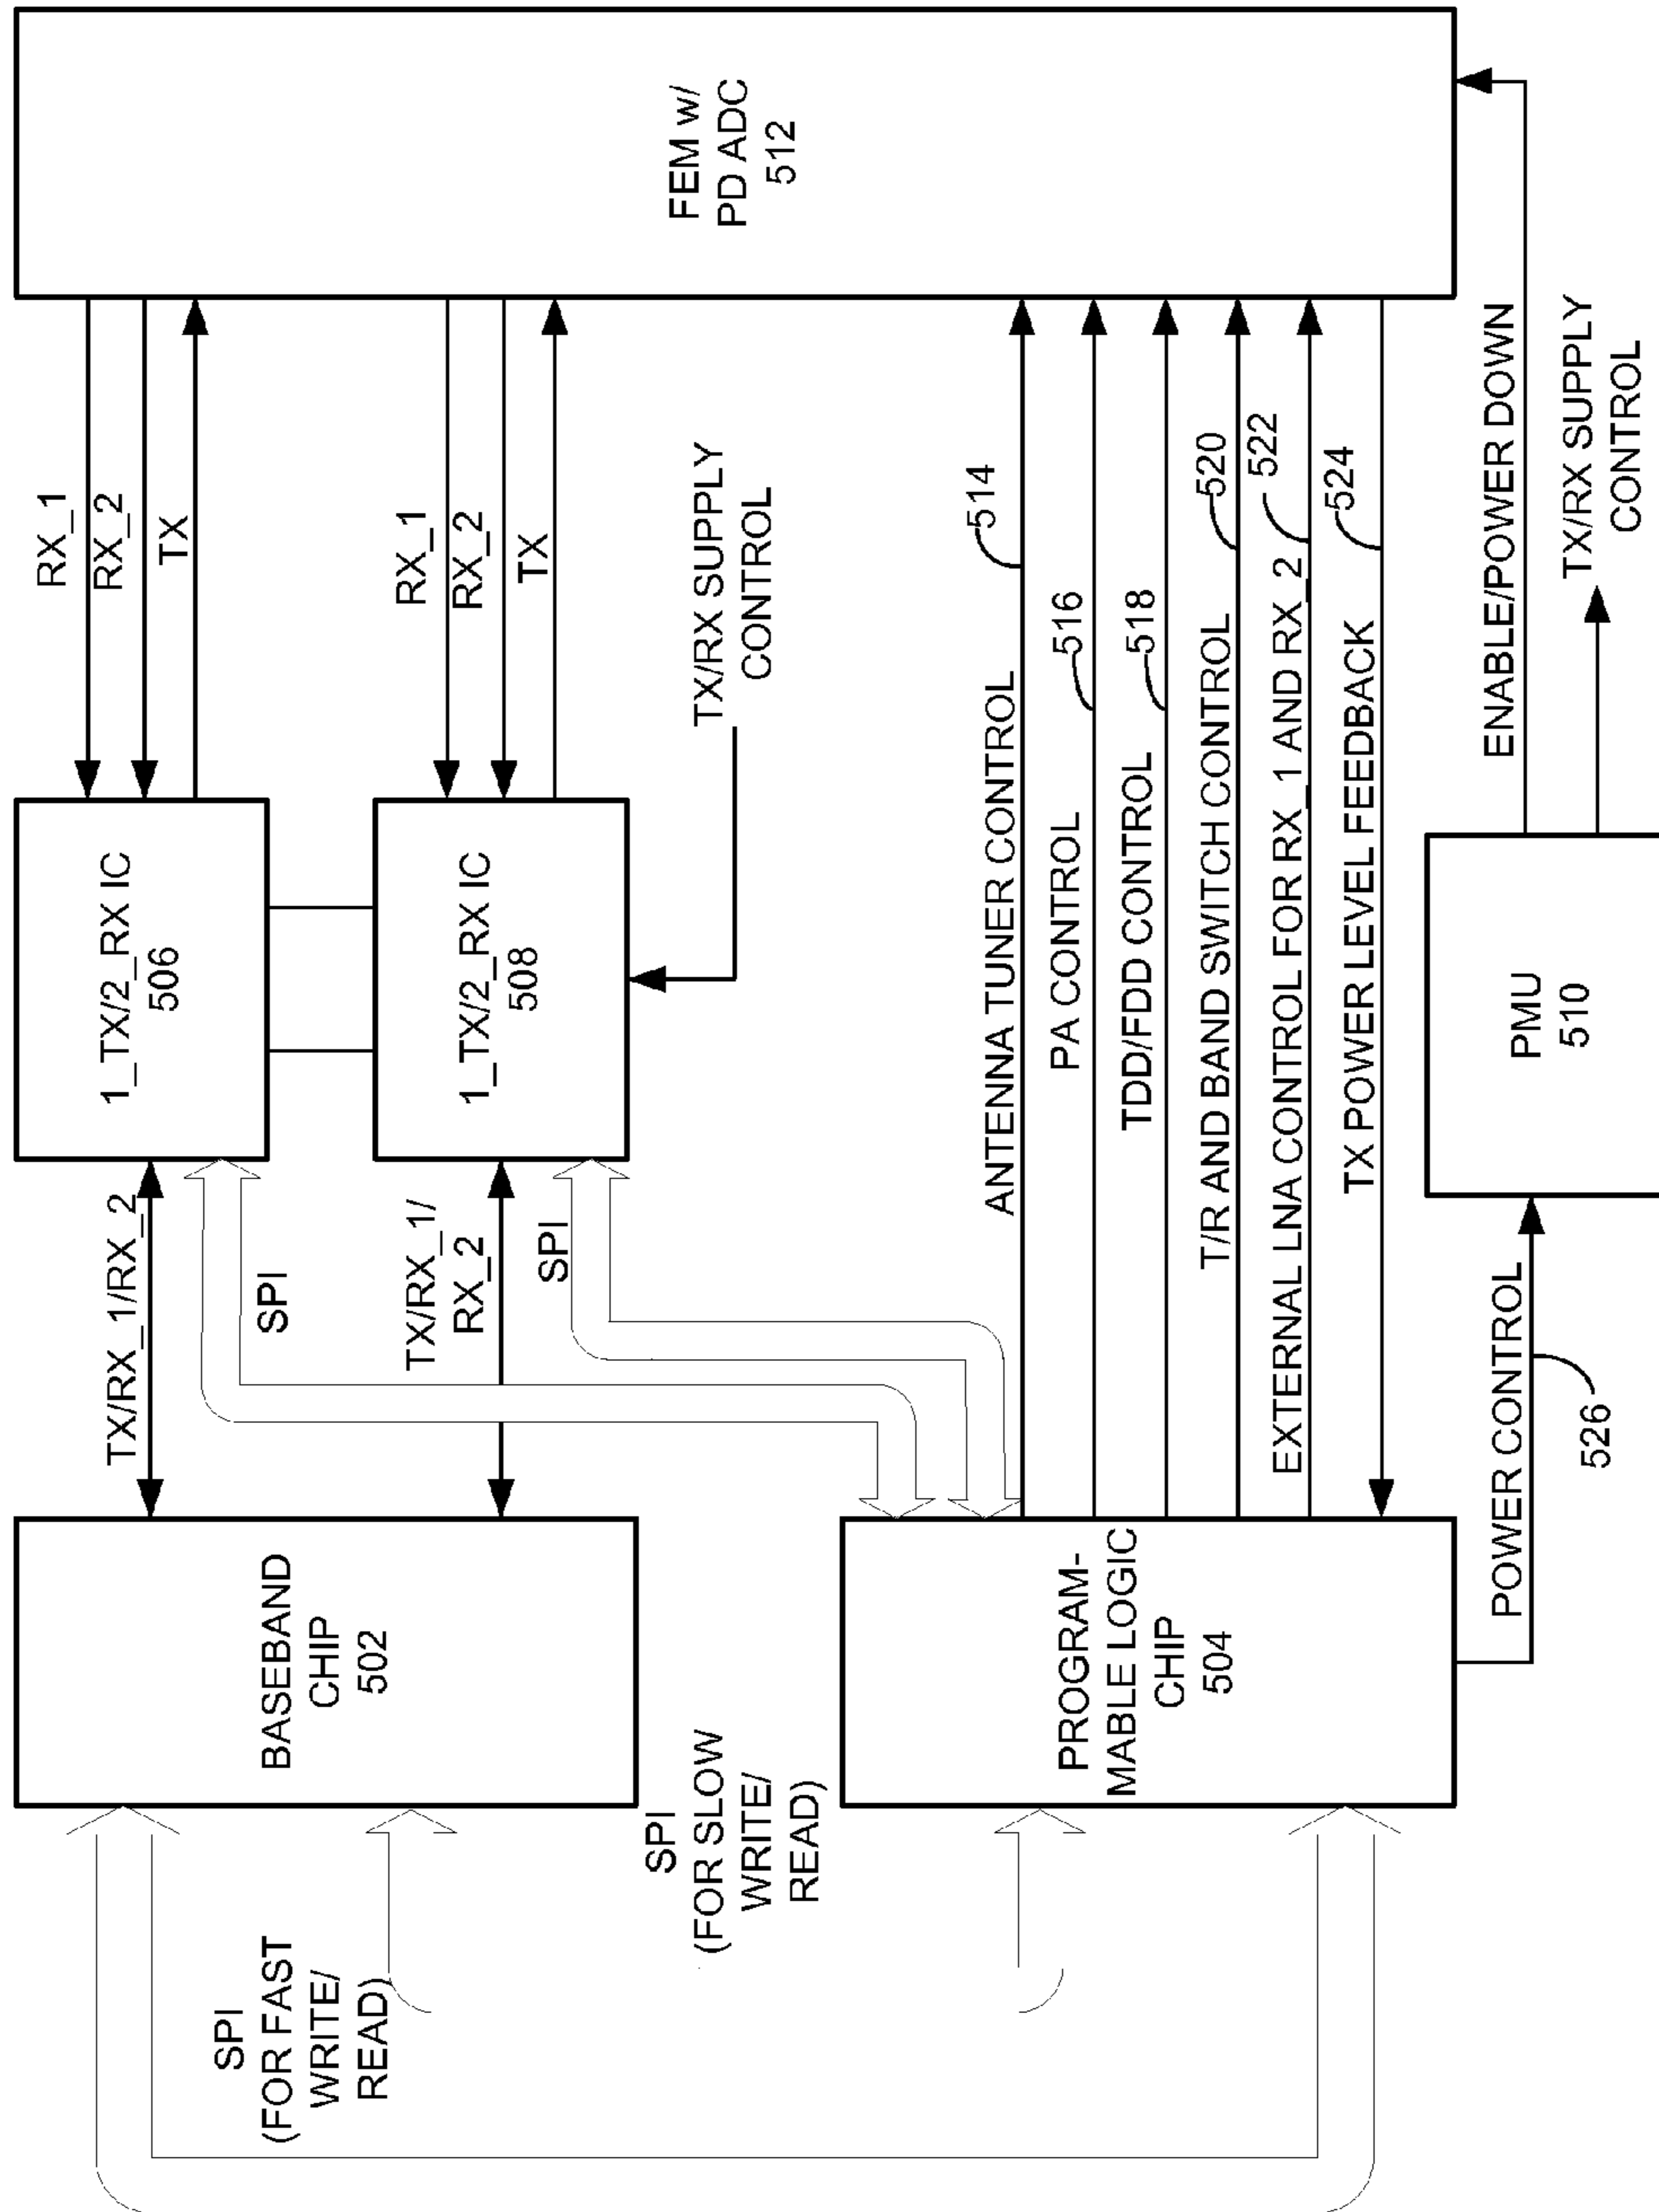 SPI
(FOR FAST
WRITE/
READ)
SPI
(FOR SLOW
WRITE/
READ)
BASEBAND
CHIP
502
PROGRAM-
MABLE LOGIC
CHIP
504
TX/RX_1/RX_2
SPI
TX/RX_1/
RX_2
SPI
1_TX/2_RX IC
506
1_TX/2_RX IC
508
RX_1
RX_2
TX
RX_1
RX_2
TX
TX/RX SUPPLY
CONTROL
ANTENNA TUNER CONTROL
514
PA CONTROL
516
TDD/FDD CONTROL
518
T/R AND BAND SWITCH CONTROL
520
EXTERNAL LNA CONTROL FOR RX_1 AND RX_2
522
TX POWER LEVEL FEEDBACK
524
POWER CONTROL
526
PMU
510
ENABLE/POWER DOWN
TX/RX SUPPLY
CONTROL
FEM w/
PD ADC
512